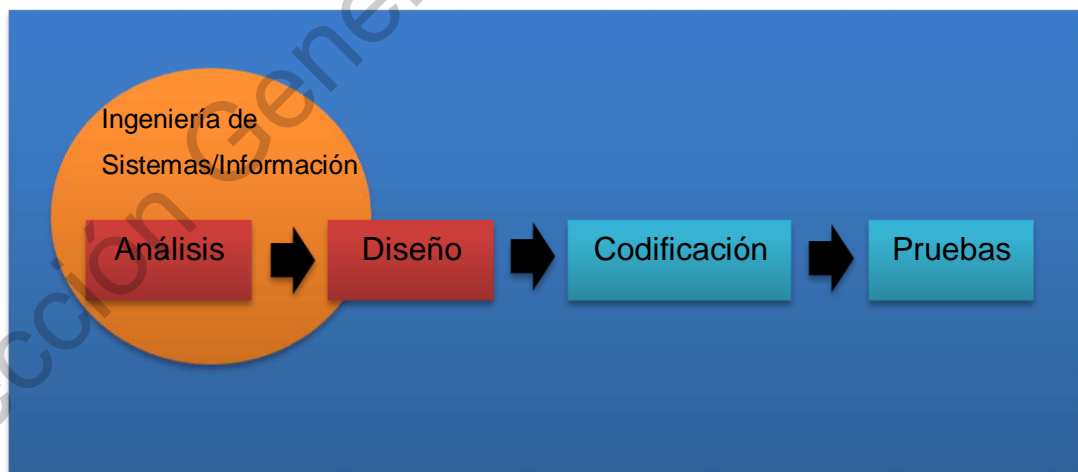 Ingeniería de
Sistemas/Información
Análisis
Diseño
Codificación
Pruebas